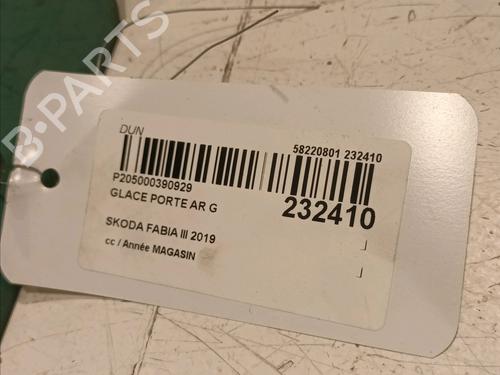 B-PARTS
DUN
58220801 232410
P205000390929
GLACE PORTE AR G
232410
SKODA FABIA III 2019
cc / Année MAGASIN